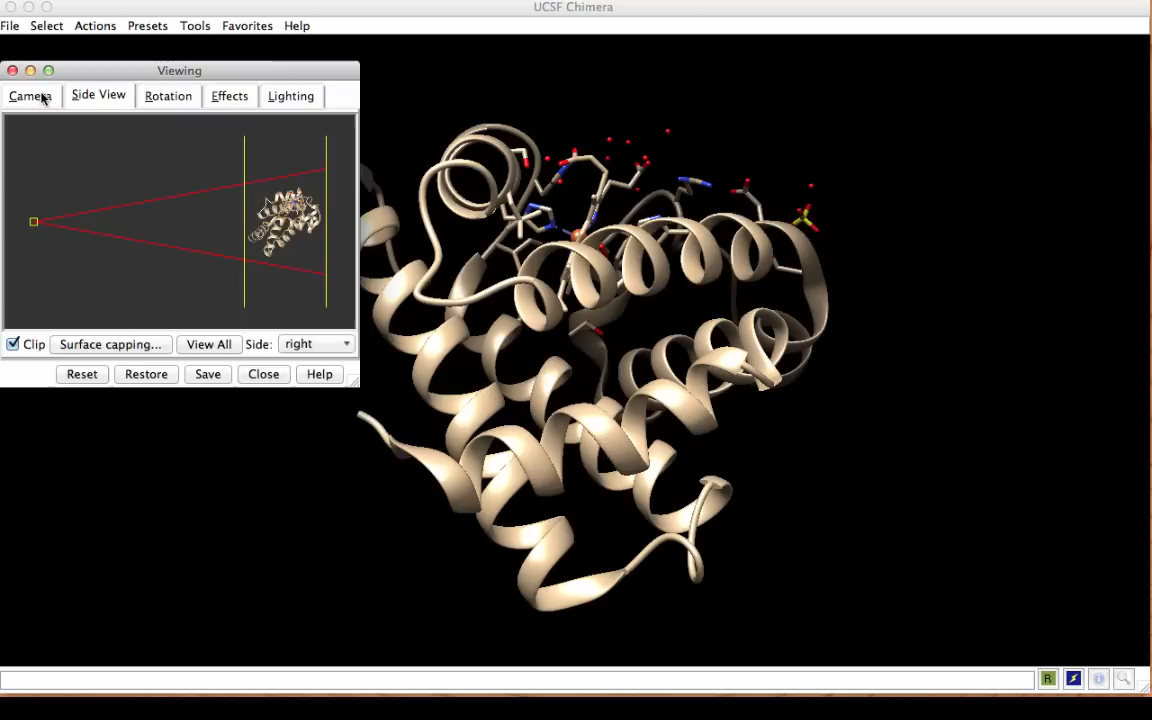 UCSF Chimera
File Select Actions Presets Tools Favorites Help
Viewing
Camera Side View Rotation Effects Lighting
Clip Surface capping... View All Side: right
Reset Restore Save Close Help
R